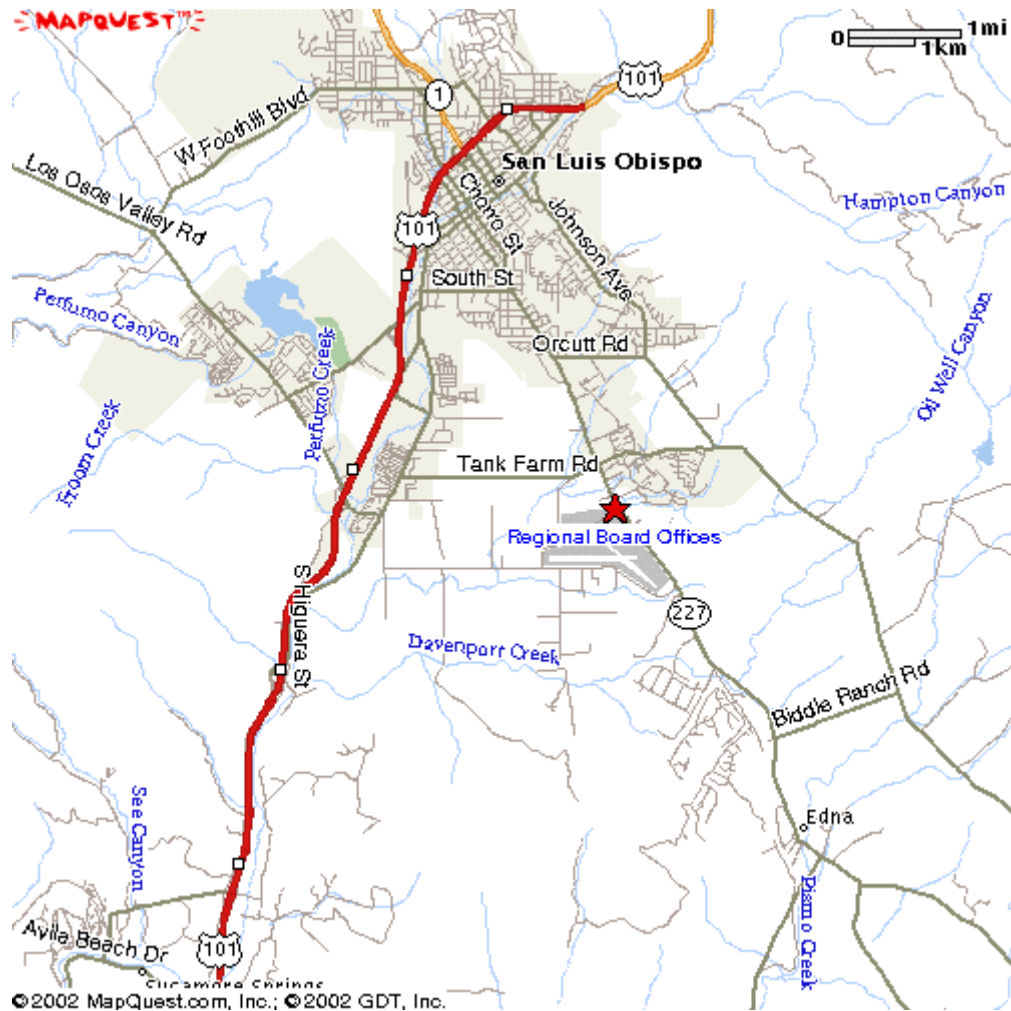 MAPQUEST™
0 1mi
1km
101
1
W Foothill Blvd
San Luis Obispo
Los Osos Valley Rd
Chorro St
Hampton Canyon
101
Johnson Ave
South St
Perfumo Canyon
Perfumo Creek
Orcutt Rd
Oil Well Canyon
Froom Creek
Tank Farm Rd
Regional Board Offices
S Higuera St
227
Davenport Creek
Biddle Ranch Rd
See Canyon
Edna
Pismo Creek
Avila Beach Dr
101
Sycamore Springs
©2002 MapQuest.com, Inc.; ©2002 GDT, Inc.